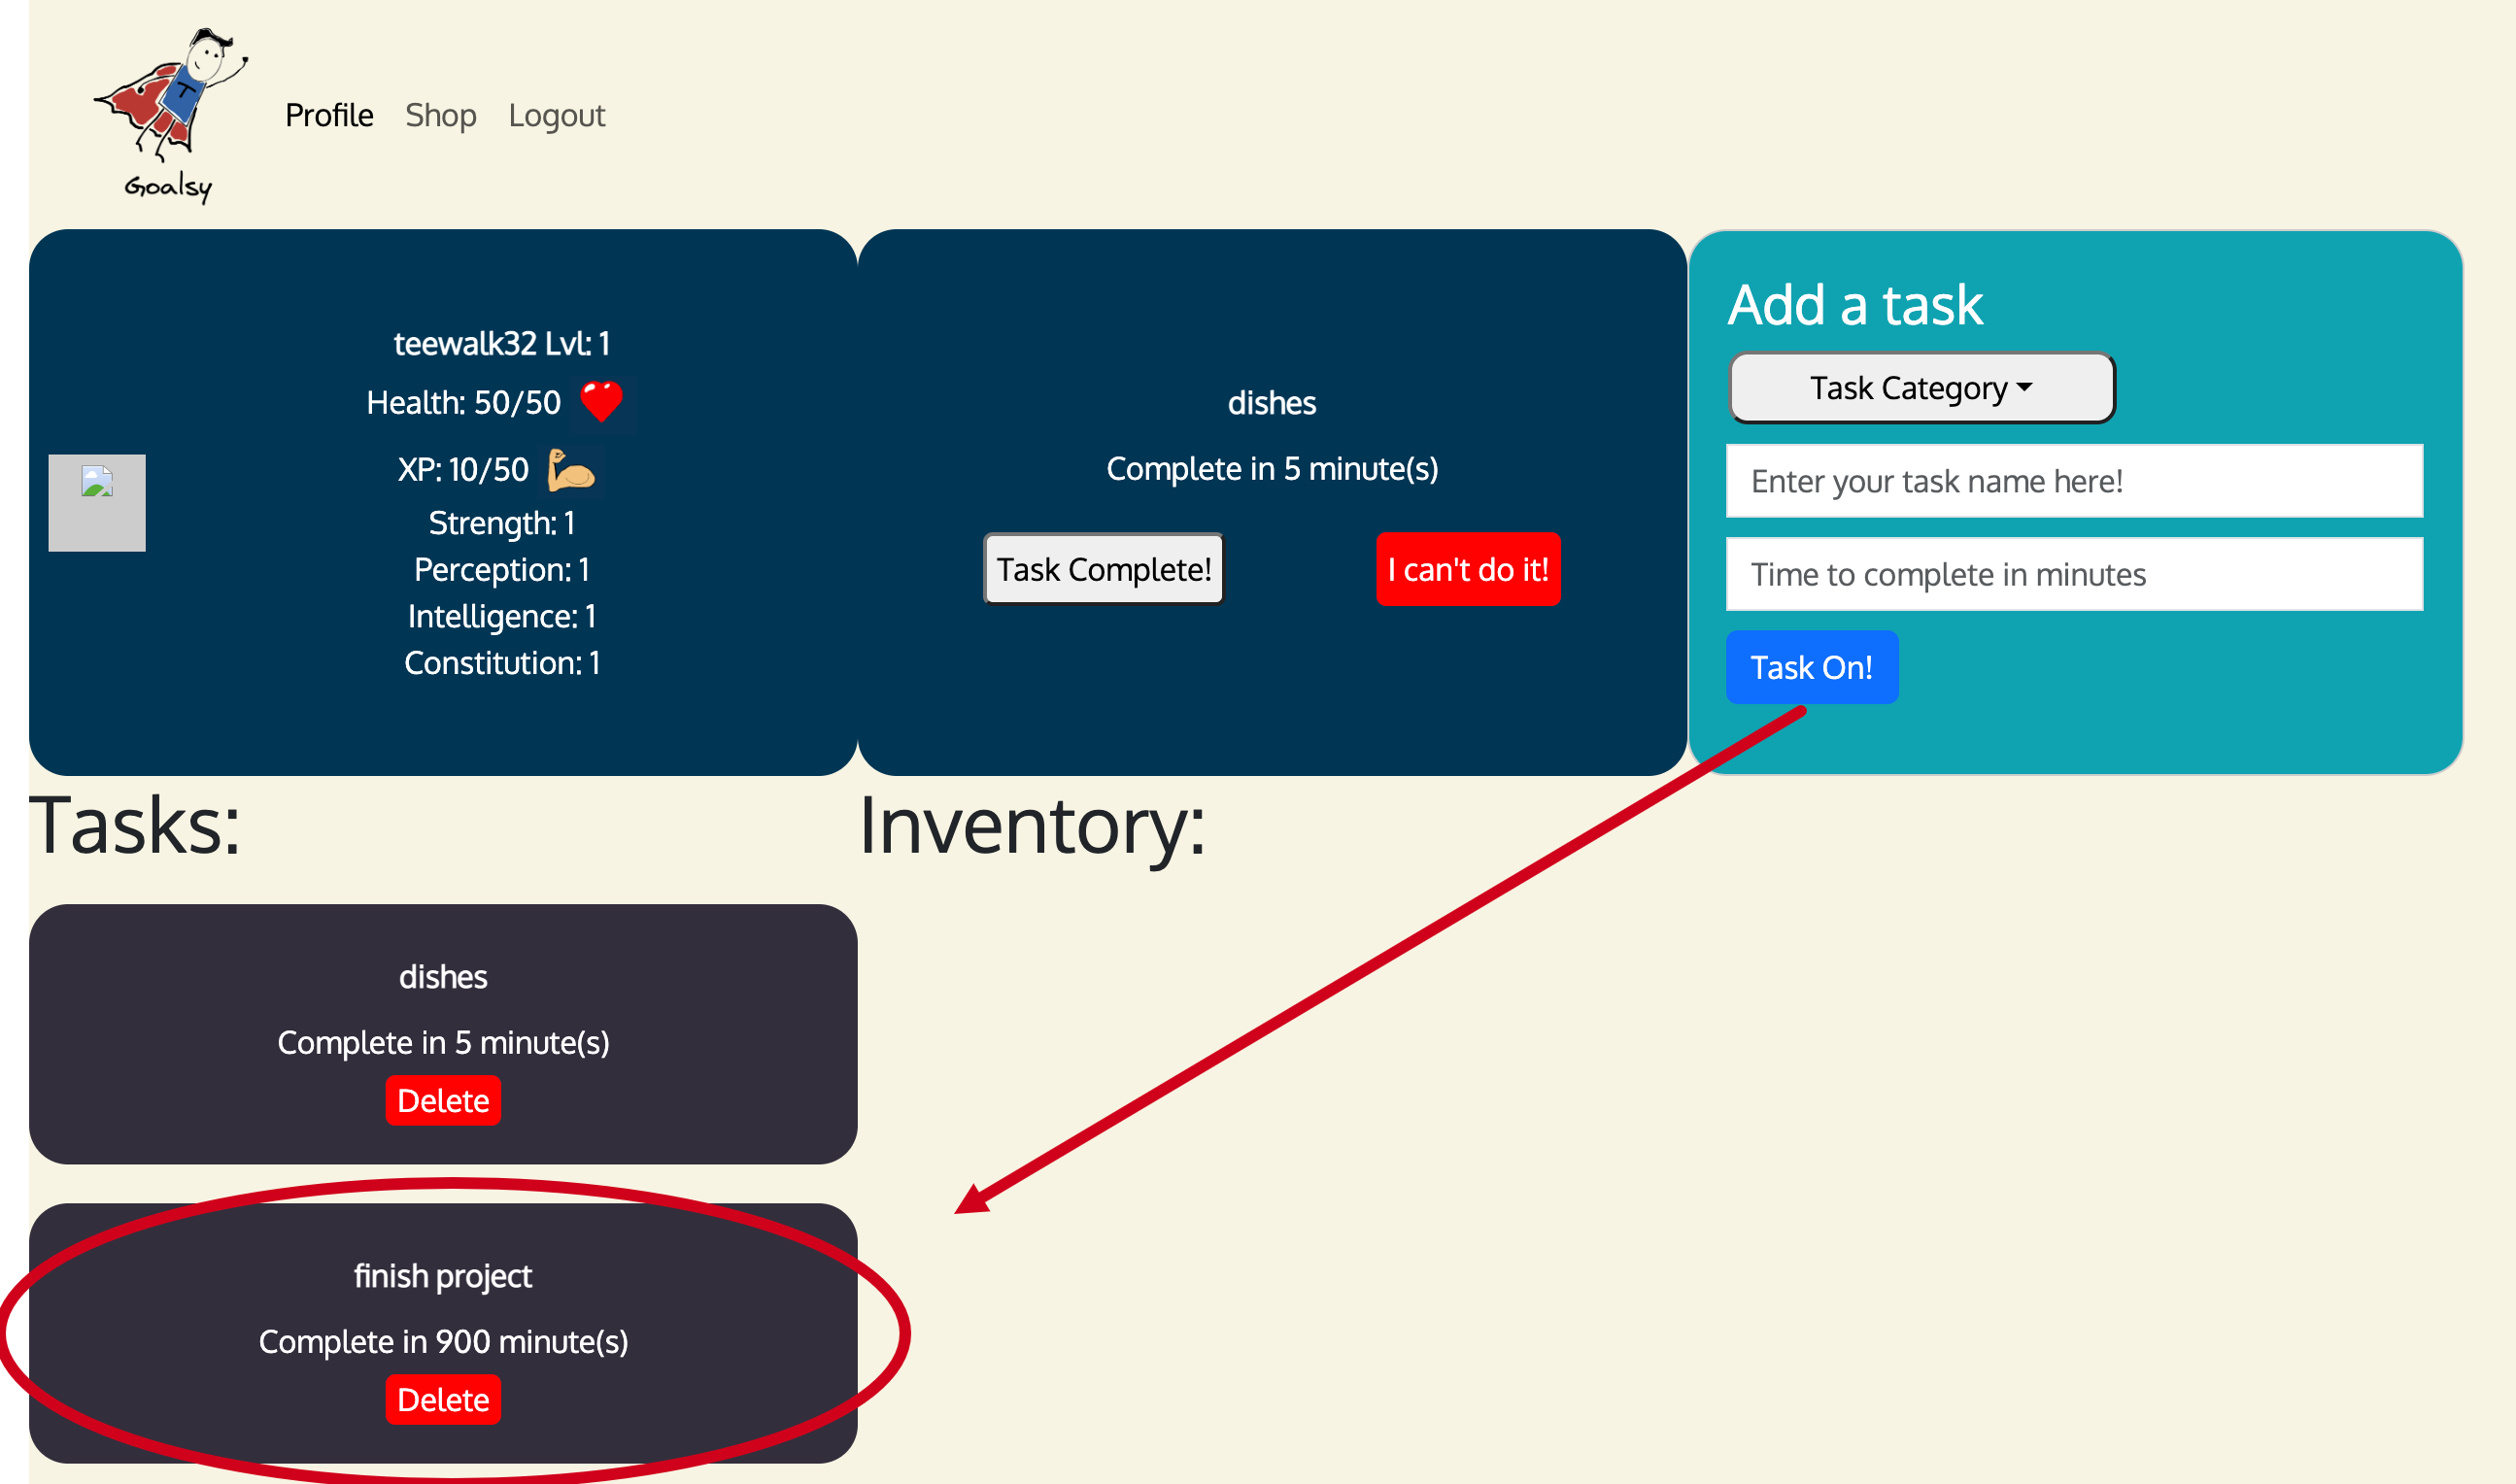 T
Goalsy
Profile Shop Logout
teewalk32 Lvl: 1
Health: 50/50
XP: 10/50
Strength: 1
Perception: 1
Intelligence: 1
Constitution: 1
dishes
Complete in 5 minute(s)
Task Complete! I can't do it!
Add a task
Task Category
Enter your task name here!
Time to complete in minutes
Task On!
Tasks:
dishes
Complete in 5 minute(s)
Delete
finish project
Complete in 900 minute(s)
Delete
Inventory: